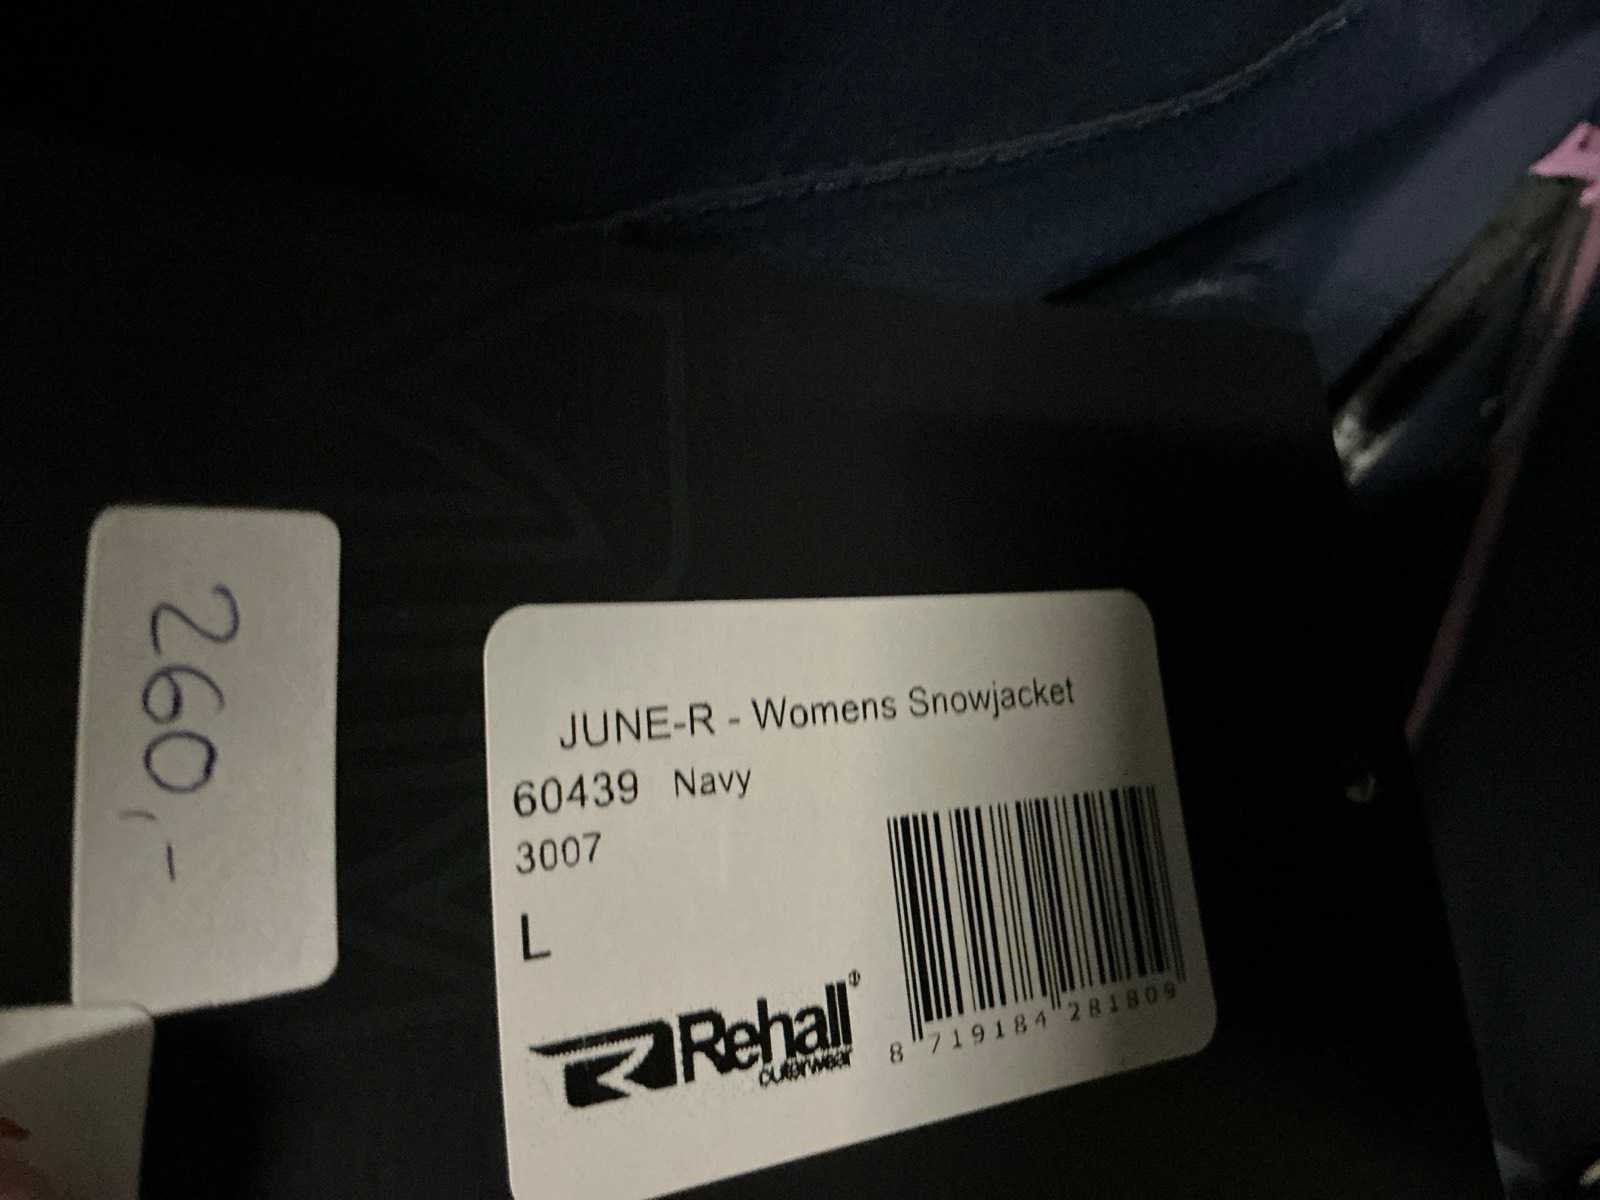 260,-
JUNE-R - Womens Snowjacket
60439 Navy
3007
L
Rehall®
outerwear
8 719184 281809